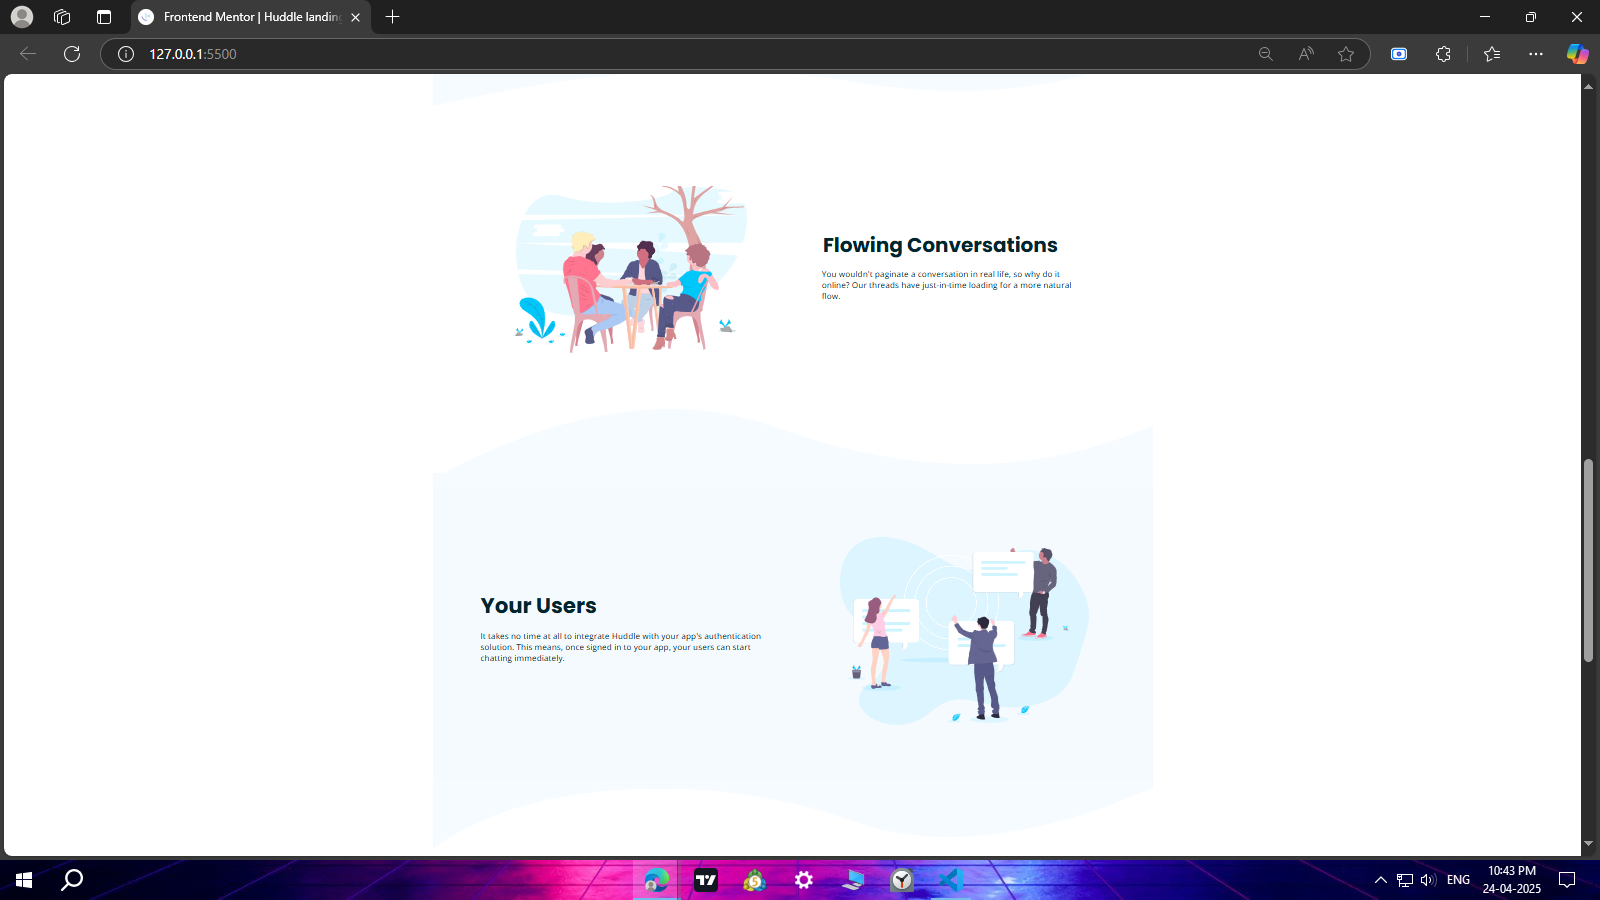 Frontend Mentor | Huddle landin
127.0.0.1:5500
Flowing Conversations
You wouldn't paginate a conversation in real life, so why do it
online? Our threads have just-in-time loading for a more natural
flow.
Your Users
It takes no time at all to integrate Huddle with your app's authentication
solution. This means, once signed in to your app, your users can start
chatting immediately.
ENG
10:43 PM
24-04-2025